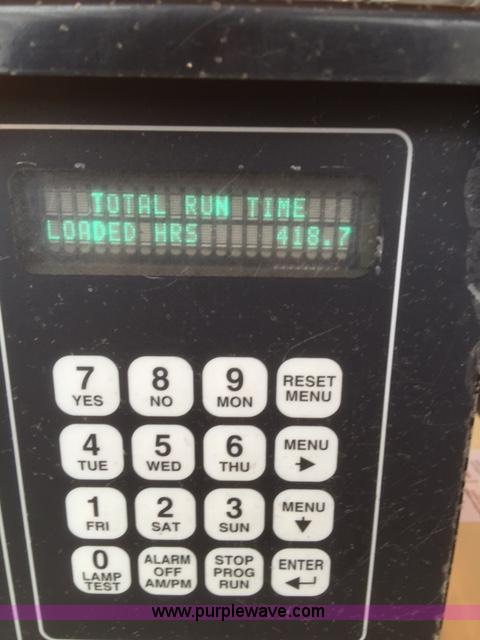 TOTAL RUN TIME
LOADED HRS 418.7
7 8 9 RESET
YES NO MON MENU
4 5 6 MENU
TUE WED THU
1 2 3 MENU
FRI SAT SUN
0 ALARM STOP ENTER
LAMP OFF PROG
TEST AM/PM RUN
www.purplewave.com